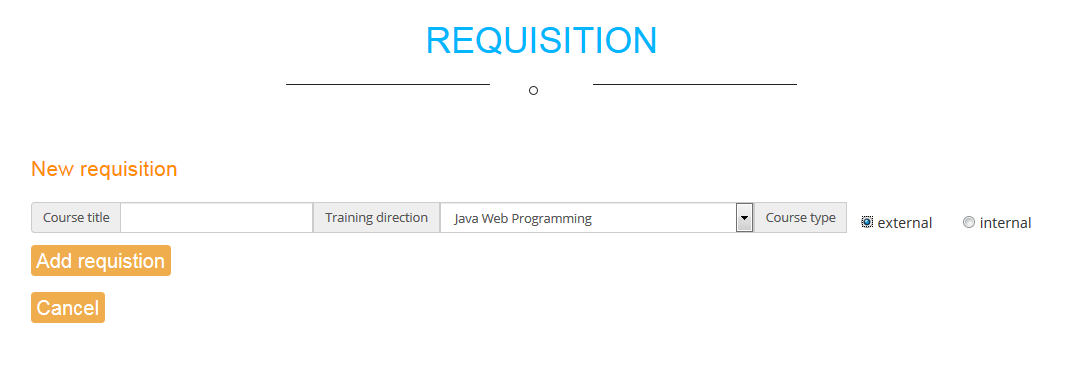 REQUISITION
New requisition
Course title Training direction Java Web Programming Course type external internal
Add requistion
Cancel